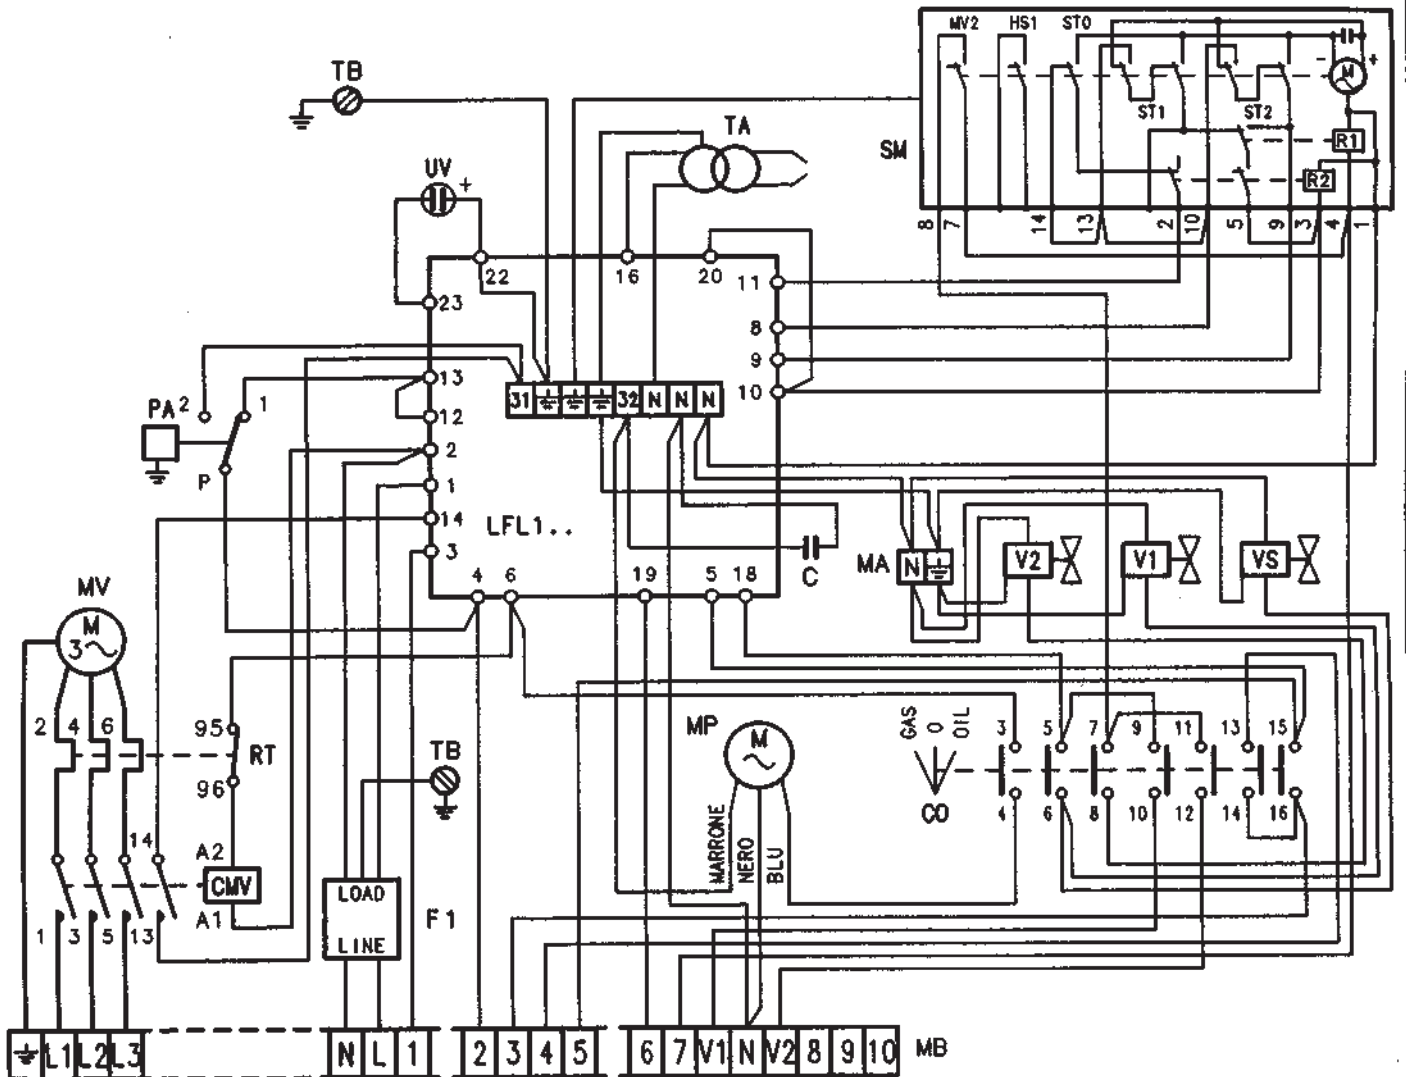 MV2 HS1 ST0
- M +
ST1 ST2
R1
R2
SM
8 7 14 13 2 10 5 9 3 4 1
TB
TA
UV +
22 16 20
23
11
8
9
10
13
12
2
1
14
3
31 32 N N N
PA 2 1
P
LFL1..
C
4 6 19 5 18
MA N
V2 V1 VS
MV
M
3
2 4 6
95
RT
96
TB
MP
M
MARRONE
NERO
BLU
GAS
O
OIL
CO
3 5 7 9 11 13 15
4 6 8 10 12 14 16
14
A2
CMV
A1
1 3 5 13
LOAD
LINE
F1
L1 L2 L3 N L 1 2 3 4 5 6 7 V1 N V2 8 9 10 MB